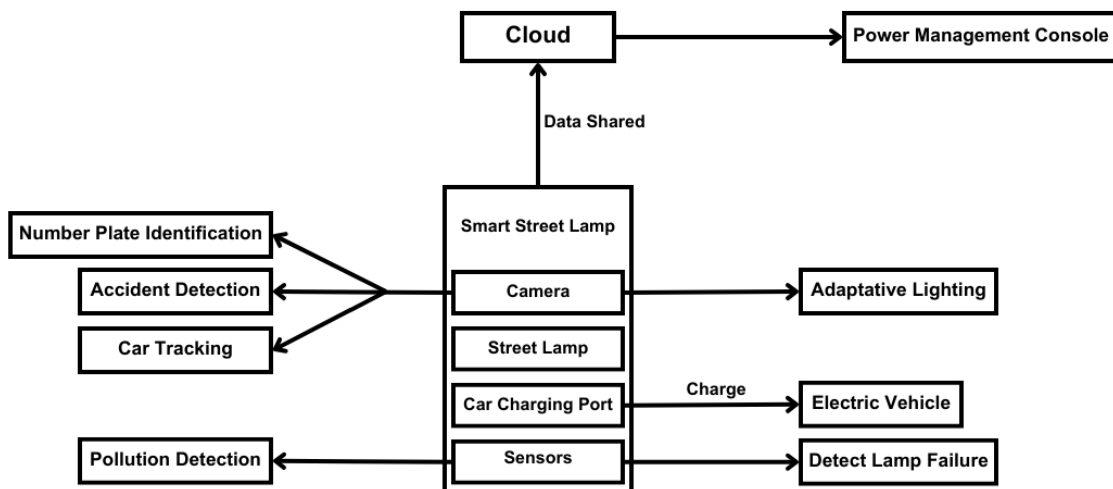 Cloud
Power Management Console
Data Shared
Smart Street Lamp
Number Plate Identification
Accident Detection
Camera
Adaptative Lighting
Car Tracking
Street Lamp
Car Charging Port
Charge
Electric Vehicle
Pollution Detection
Sensors
Detect Lamp Failure